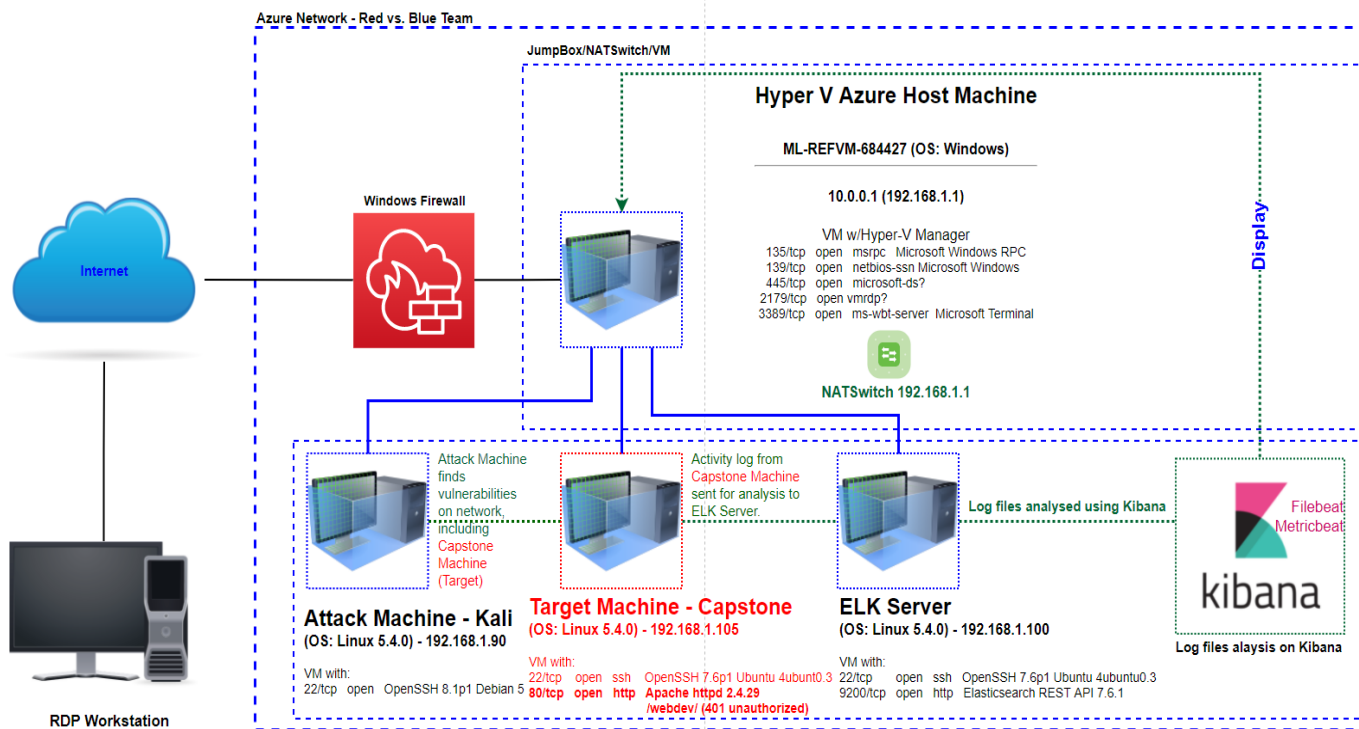 Azure Network - Red vs. Blue Team
JumpBox/NATSwitch/VM
Hyper V Azure Host Machine
ML-REFVM-684427 (OS: Windows)
10.0.0.1 (192.168.1.1)
VM w/Hyper-V Manager
135/tcp open msrpc Microsoft Windows RPC
139/tcp open netbios-ssn Microsoft Windows
445/tcp open microsoft-ds?
2179/tcp open vmrdp?
3389/tcp open ms-wbt-server Microsoft Terminal
NATSwitch 192.168.1.1
Display
Windows Firewall
Internet
RDP Workstation
Attack Machine
finds
vulnerabilities
on network,
including
Capstone
Machine
(Target)
Activity log from
Capstone Machine
sent for analysis to
ELK Server.
Log files analysed using Kibana
Filebeat
Metricbeat
kibana
Log files alaysis on Kibana
Attack Machine - Kali
(OS: Linux 5.4.0) - 192.168.1.90
VM with:
22/tcp open OpenSSH 8.1p1 Debian 5
Target Machine - Capstone
(OS: Linux 5.4.0) - 192.168.1.105
VM with:
22/tcp open ssh OpenSSH 7.6p1 Ubuntu 4ubunt0.3
80/tcp open http Apache httpd 2.4.29
/webdev/ (401 unauthorized)
ELK Server
(OS: Linux 5.4.0) - 192.168.1.100
VM with:
22/tcp open ssh OpenSSH 7.6p1 Ubuntu 4ubuntu0.3
9200/tcp open http Elasticsearch REST API 7.6.1